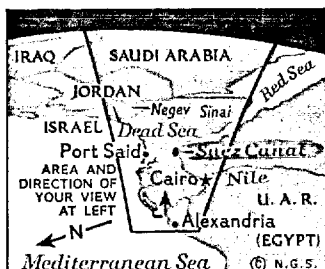 IRAQ
SAUDI ARABIA
JORDAN
Red Sea
Negev Sinai
ISRAEL
Dead Sea
Port Said
Suez Canal
AREA AND
DIRECTION OF
YOUR VIEW
AT LEFT
Cairo
Nile
U. A. R.
N
Alexandria
(EGYPT)
Mediterranean Sea
© N.G.S.